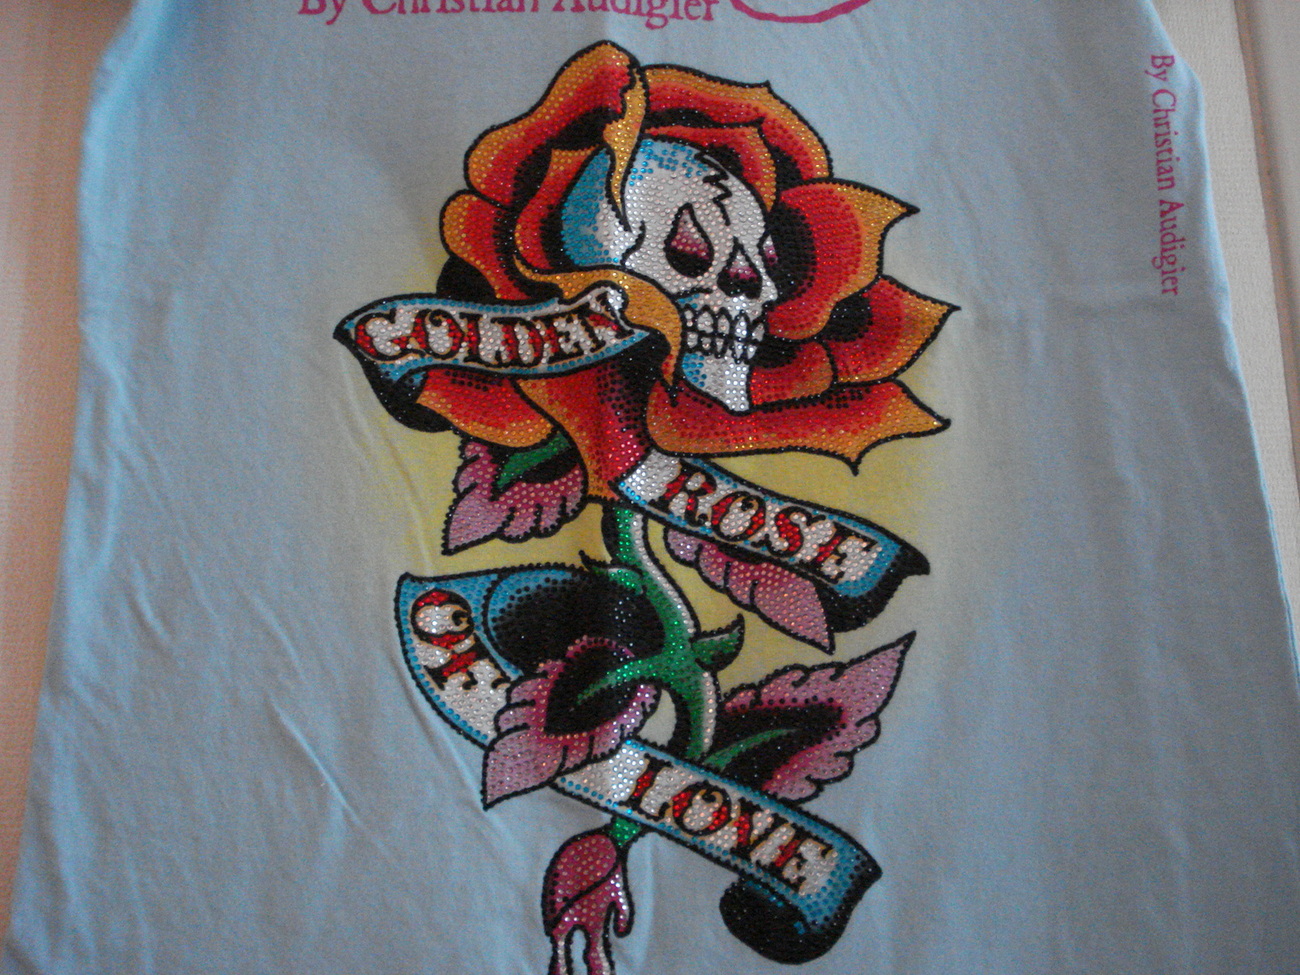 By Christian Audigier
By Christian Audigier
GOLDEN
ROSE
OF
LOVE